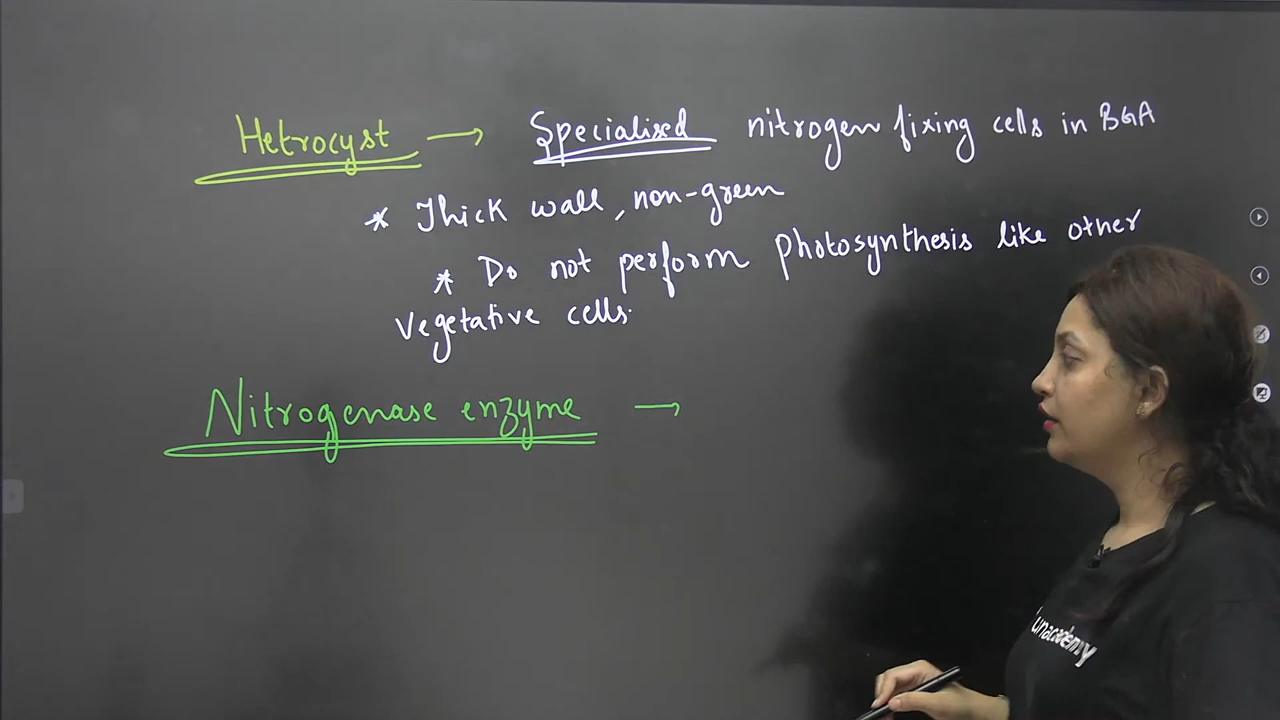 Hetrocyst → Specialised nitrogen fixing cells in BGA
* Thick wall, non-green
* Do not perform photosynthesis like other
vegetative cells.
Nitrogenase enzyme →
unacademy